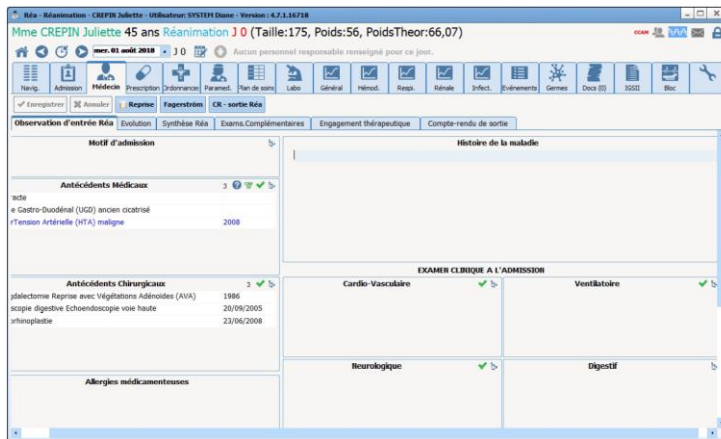 Réa - Réanimation - CREPIN Juliette - Utilisateur: SYSTEM Diane - Version : 4.7.1.16718
Mme CREPIN Juliette 45 ans Réanimation J 0 (Taille:175, Poids:56, PoidsTheor:66,07)
CCAM
mer. 01 août 2018 J 0 Aucun personnel responsable renseigné pour ce jour.
Navig. Admission Médecin Prescription Ordonnances Paramed. Plan de soins Labo Général Hémod. Respi. Rénale Infect. Evénements Germes Docs (0) IGSII Bloc
Enregistrer Annuler Reprise Fagerström CR - sortie Réa
Observation d'entrée Réa Evolution Synthèse Réa Exams.Complémentaires Engagement thérapeutique Compte-rendu de sortie
Motif d'admission Histoire de la maladie
Antécédents Médicaux 3
racte
e Gastro-Duodénal (UGD) ancien cicatrisé
rTension Artérielle (HTA) maligne 2008
EXAMEN CLINIQUE A L'ADMISSION
Antécédents Chirurgicaux 3 Cardio-Vasculaire Ventilatoire
gdalectomie Reprise avec Végétations Adénoïdes (AVA) 1986
scopie digestive Echoendoscopie voie haute 20/09/2005
orhinoplastie 23/06/2008
Neurologique Digestif
Allergies médicamenteuses